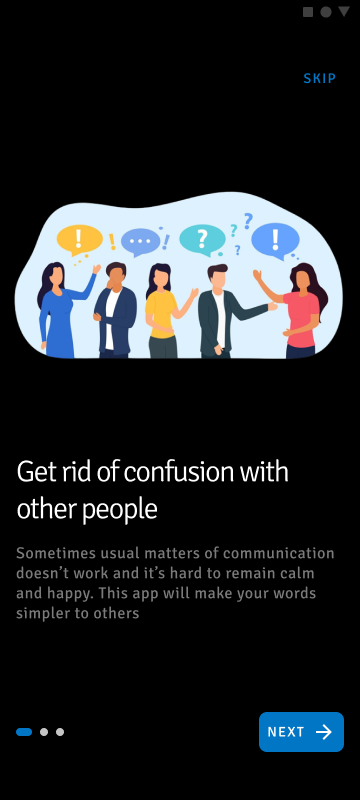 SKIP
! ! ... ! ? ? ? ? !
Get rid of confusion with
other people
Sometimes usual matters of communication
doesn’t work and it’s hard to remain calm
and happy. This app will make your words
simpler to others
NEXT